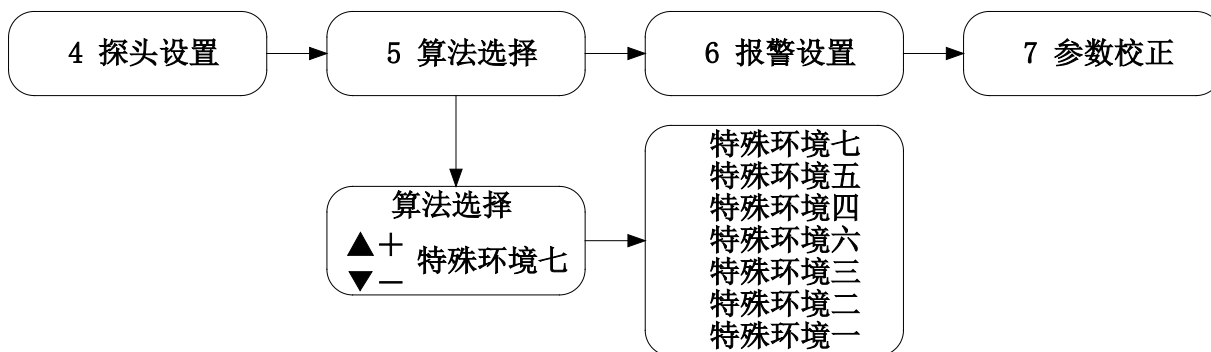 4 探头设置
5 算法选择
6 报警设置
7 参数校正
算法选择
▲＋
▼－
特殊环境七
特殊环境七
特殊环境五
特殊环境四
特殊环境六
特殊环境三
特殊环境二
特殊环境一